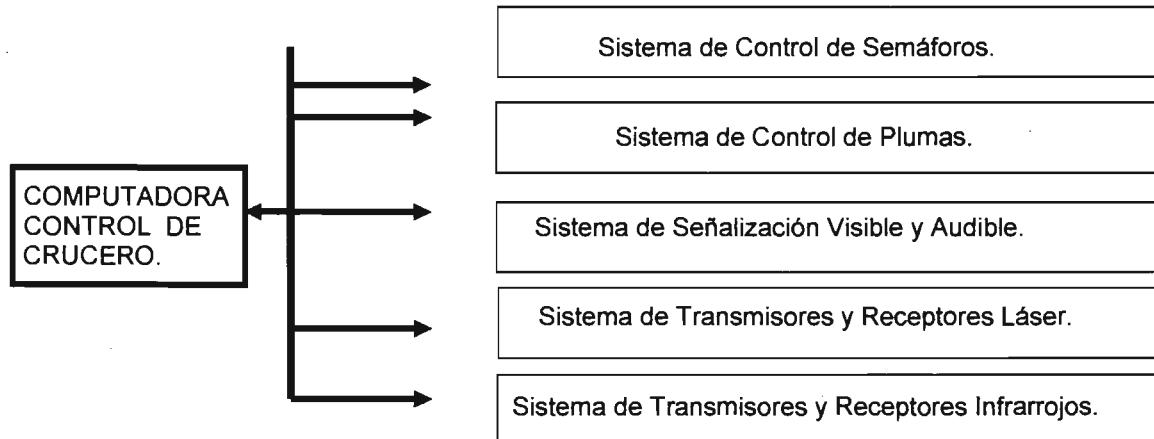 Sistema de Control de Semáforos.
Sistema de Control de Plumas.
COMPUTADORA
CONTROL DE
CRUCERO.
Sistema de Señalización Visible y Audible.
Sistema de Transmisores y Receptores Láser.
Sistema de Transmisores y Receptores Infrarrojos.